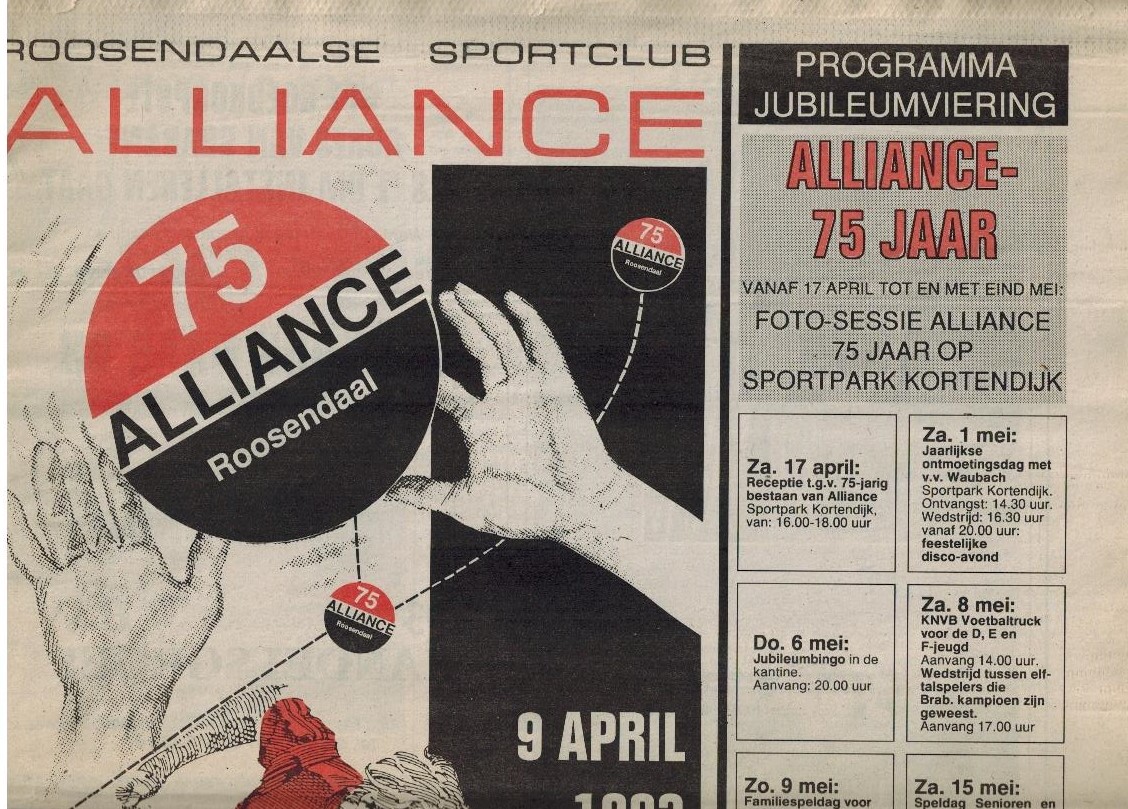 ROOSENDAALSE SPORTCLUB
ALLIANCE
75
ALLIANCE
Roosendaal
75
ALLIANCE
Roosendaal
75
ALLIANCE
Roosendaal
9 APRIL
PROGRAMMA
JUBILEUMVIERING
ALLIANCE-
75 JAAR
VANAF 17 APRIL TOT EN MET EIND MEI:
FOTO-SESSIE ALLIANCE
75 JAAR OP
SPORTPARK KORTENDIJK
Za. 17 april:
Receptie t.g.v. 75-jarig
bestaan van Alliance
Sportpark Kortendijk,
van: 16.00-18.00 uur
Za. 1 mei:
Jaarlijkse
ontmoetingsdag met
v.v. Waubach
Sportpark Kortendijk.
Ontvangst: 14.30 uur.
Wedstrijd: 16.30 uur
vanaf 20.00 uur:
feestelijke
disco-avond
Do. 6 mei:
Jubileumbingo in de
kantine.
Aanvang: 20.00 uur
Za. 8 mei:
KNVB Voetbaltruck
voor de D, E en
F-jeugd
Aanvang 14.00 uur.
Wedstrijd tussen elf-
talspelers die
Brab. kampioen zijn
geweest.
Aanvang 17.00 uur
Zo. 9 mei:
Familiespeldag voor
Za. 15 mei:
Speldag Senioren en